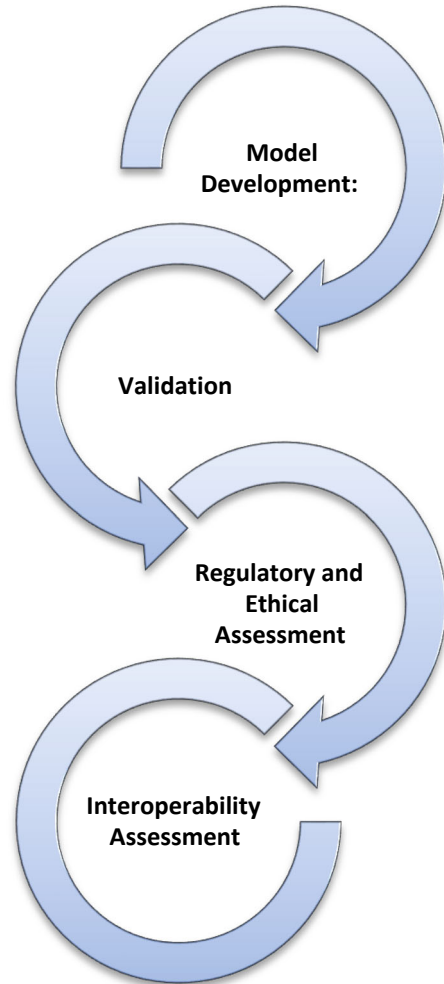 Model
Development:
Validation
Regulatory and
Ethical
Assessment
Interoperability
Assessment